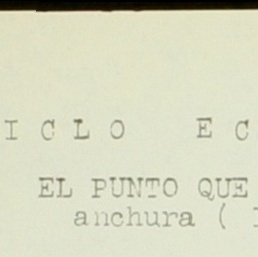 I C L O   E C
EL PUNTO QUE
anchura (